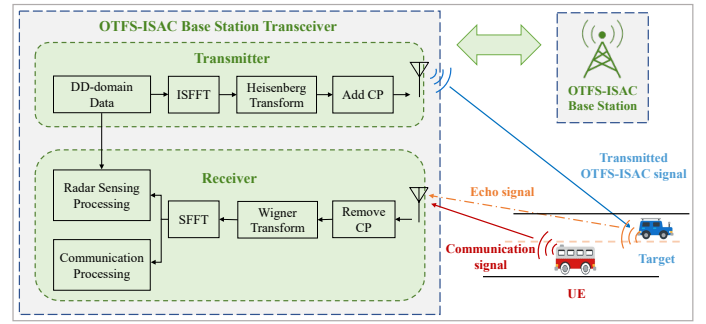 OTFS-ISAC Base Station Transceiver
Transmitter
DD-domain
Data
ISFFT
Heisenberg
Transform
Add CP
Receiver
Radar Sensing
Processing
Communication
Processing
SFFT
Wigner
Transform
Remove
CP
OTFS-ISAC
Base Station
Transmitted
OTFS-ISAC signal
Echo signal
Communication
signal
Target
UE